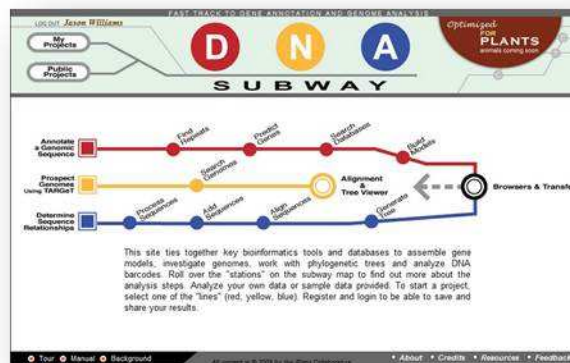 FAST TRACK TO GENE ANNOTATION AND GENOME ANALYSIS
LOG OUT Jason Williams
My
Projects
Public
Projects
D N A
SUBWAY
Optimized
FOR
PLANTS
animals coming soon
Annotate
a Genomic
Sequence
Find
Repeats
Predict
Genes
Search
Databases
Build
Models
Prospect
Genomes
Using TARGeT
Search
Genomes
Alignment
&
Tree Viewer
Browsers & Transfer
Determine
Sequence
Relationships
Process
Sequences
Add
Sequences
Align
Sequences
Generate
Tree
This site ties together key bioinformatics tools and databases to assemble gene
models, investigate genomes, work with phylogenetic trees and analyze DNA
barcodes. Roll over the "stations" on the subway map to find out more about the
analysis steps. Analyze your own data or sample data provided. To start a project,
select one of the "lines" (red, yellow, blue). Register and login to be able to save and
share your results.
Tour Manual Background
• About • Credits • Resources • Feedback